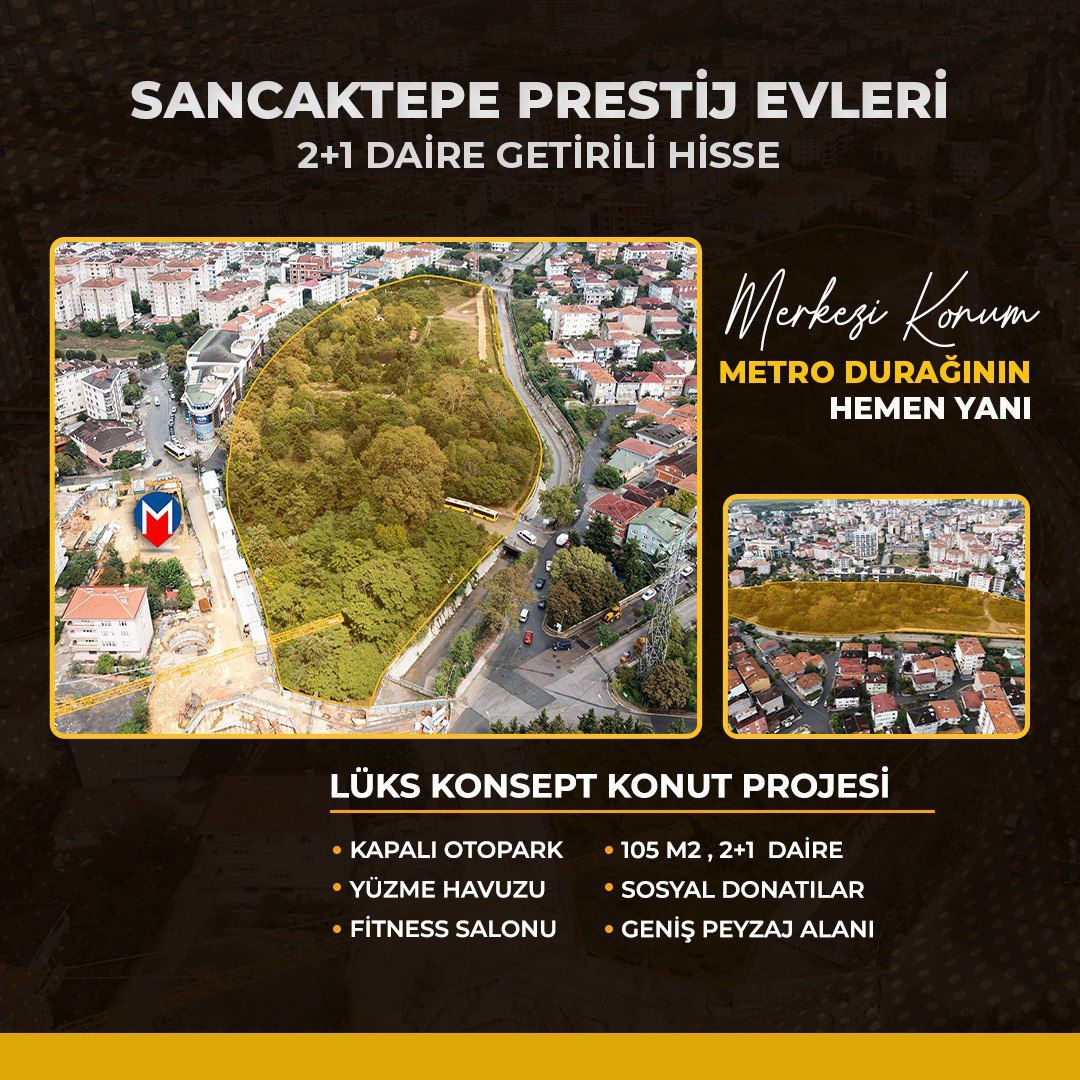 SANCAKTEPE PRESTİJ EVLERİ
2+1 DAİRE GETİRİLİ HİSSE
Merkezi Konum
METRO DURAĞININ
HEMEN YANI
M
LÜKS KONSEPT KONUT PROJESİ
• KAPALI OTOPARK
• YÜZME HAVUZU
• FİTNESS SALONU
• 105 M2 , 2+1 DAİRE
• SOSYAL DONATILAR
• GENİŞ PEYZAJ ALANI